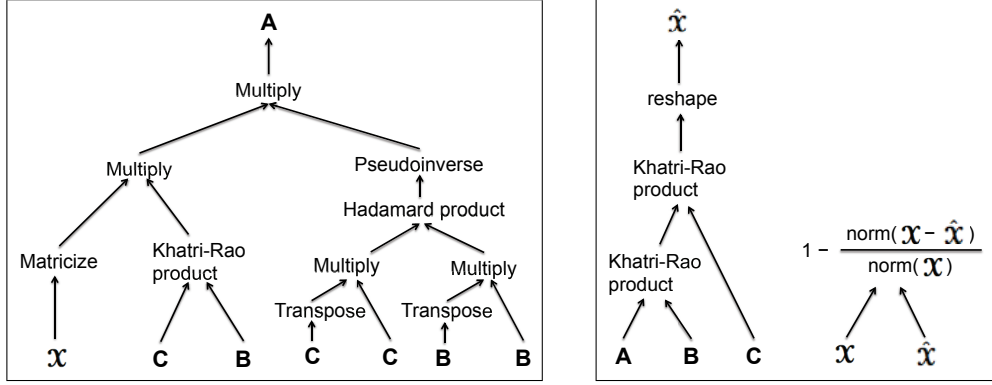 A
Multiply
Multiply
Pseudoinverse
Hadamard product
Matricize
Khatri-Rao
product
Multiply
Multiply
Transpose
Transpose
𝒳
C
B
C
C
B
B
x̂
reshape
Khatri-Rao
product
Khatri-Rao
product
A
B
C
1 −
norm( 𝒳 − x̂ )
norm( 𝒳 )
𝒳
x̂